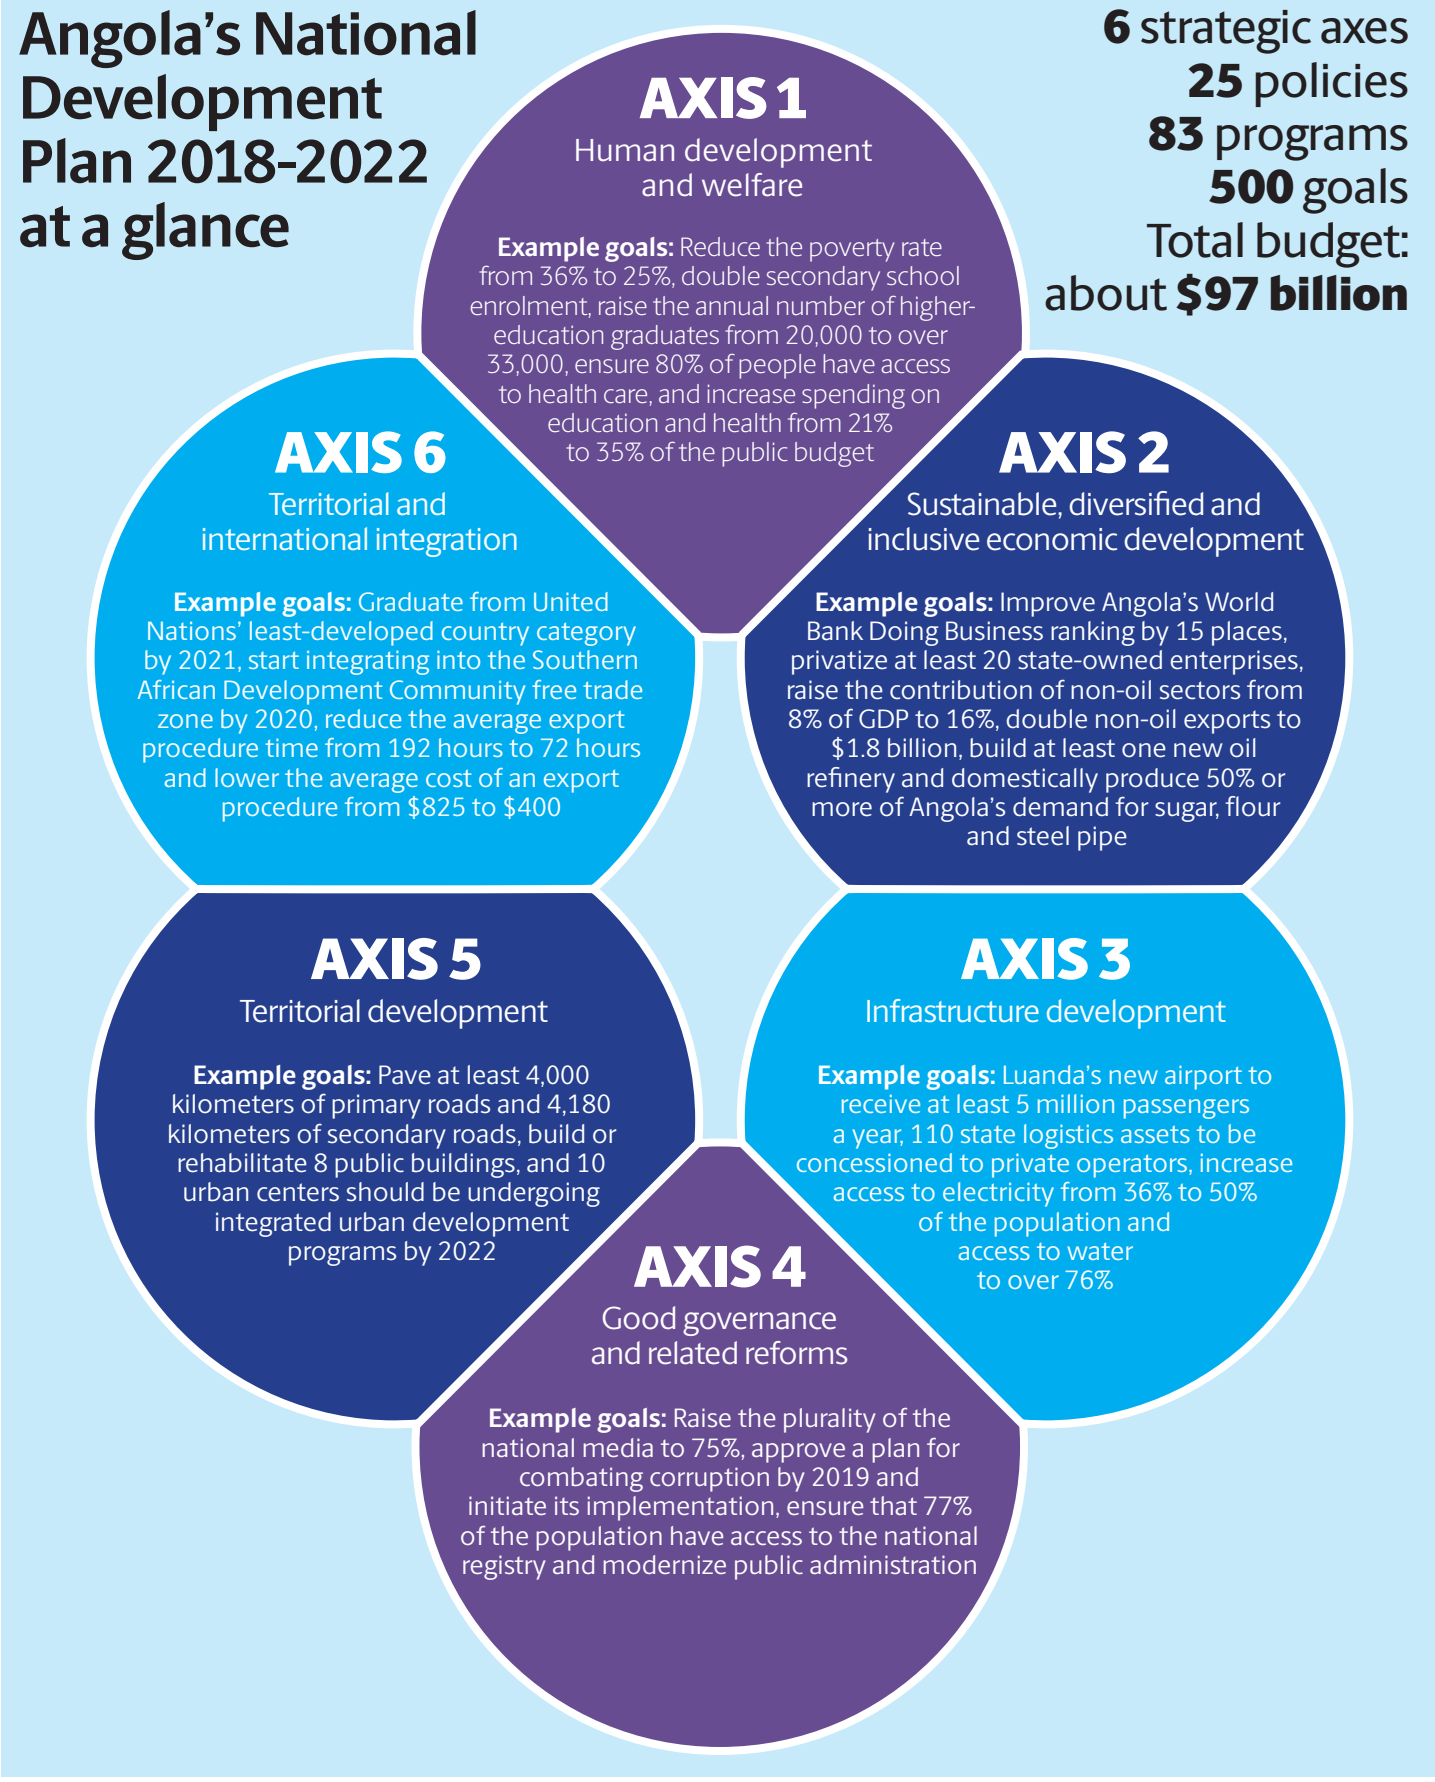 Angola's National
Development
Plan 2018-2022
at a glance
6 strategic axes
25 policies
83 programs
500 goals
Total budget:
about $97 billion
AXIS 1
Human development
and welfare
Example goals: Reduce the poverty rate
from 36% to 25%, double secondary school
enrolment, raise the annual number of higher-
education graduates from 20,000 to over
33,000, ensure 80% of people have access
to health care, and increase spending on
education and health from 21%
to 35% of the public budget
AXIS 2
Sustainable, diversified and
inclusive economic development
Example goals: Improve Angola's World
Bank Doing Business ranking by 15 places,
privatize at least 20 state-owned enterprises,
raise the contribution of non-oil sectors from
8% of GDP to 16%, double non-oil exports to
$1.8 billion, build at least one new oil
refinery and domestically produce 50% or
more of Angola's demand for sugar, flour
and steel pipe
AXIS 3
Infrastructure development
Example goals: Luanda's new airport to
receive at least 5 million passengers
a year, 110 state logistics assets to be
concessioned to private operators, increase
access to electricity from 36% to 50%
of the population and
access to water
to over 76%
AXIS 4
Good governance
and related reforms
Example goals: Raise the plurality of the
national media to 75%, approve a plan for
combating corruption by 2019 and
initiate its implementation, ensure that 77%
of the population have access to the national
registry and modernize public administration
AXIS 5
Territorial development
Example goals: Pave at least 4,000
kilometers of primary roads and 4,180
kilometers of secondary roads, build or
rehabilitate 8 public buildings, and 10
urban centers should be undergoing
integrated urban development
programs by 2022
AXIS 6
Territorial and
international integration
Example goals: Graduate from United
Nations' least-developed country category
by 2021, start integrating into the Southern
African Development Community free trade
zone by 2020, reduce the average export
procedure time from 192 hours to 72 hours
and lower the average cost of an export
procedure from $825 to $400